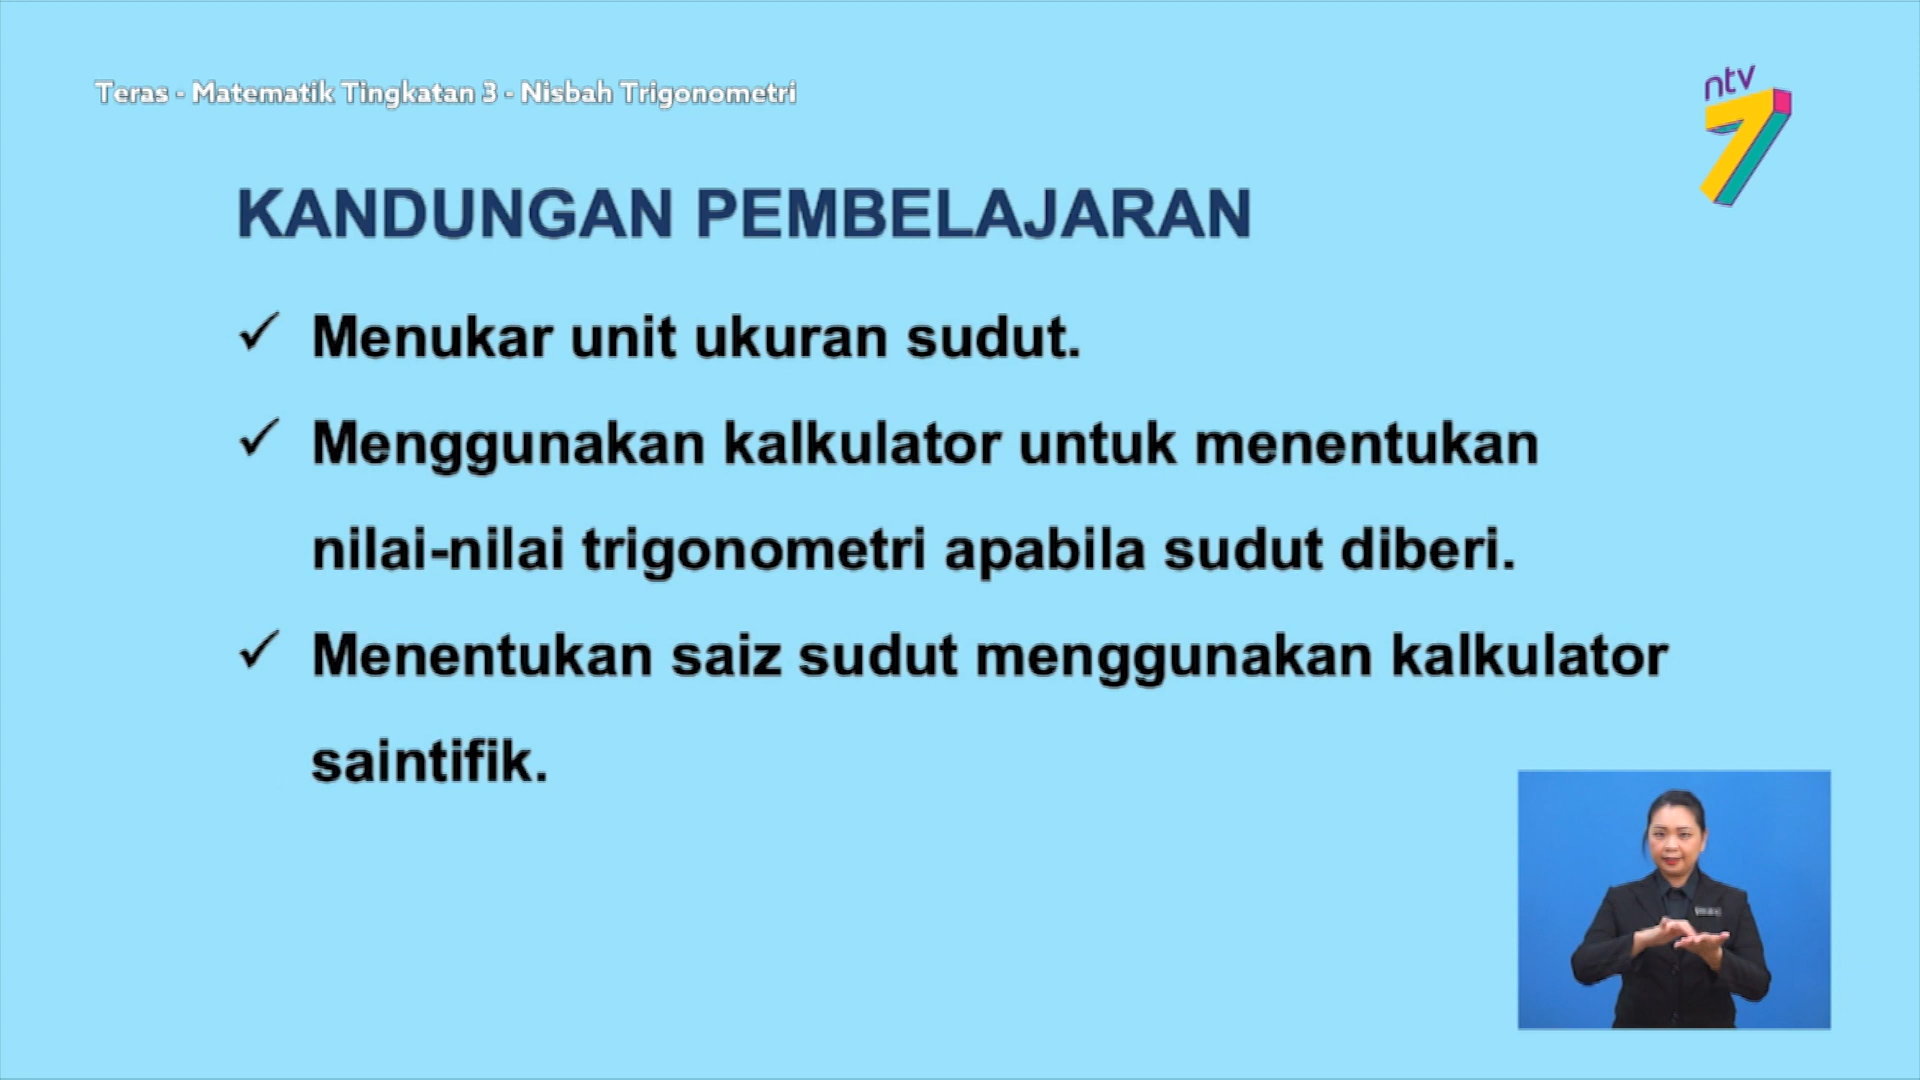 Teras - Matematik Tingkatan 3 - Nisbah Trigonometri
ntv
7
KANDUNGAN PEMBELAJARAN
✓ Menukar unit ukuran sudut.
✓ Menggunakan kalkulator untuk menentukan
nilai-nilai trigonometri apabila sudut diberi.
✓ Menentukan saiz sudut menggunakan kalkulator
saintifik.